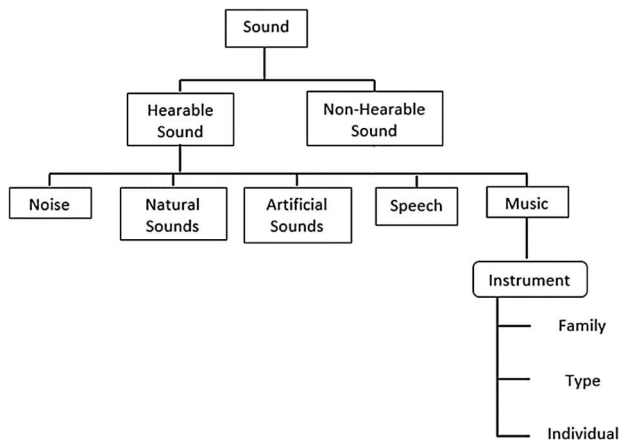 Sound
Hearable
Sound
Non-Hearable
Sound
Noise
Natural
Sounds
Artificial
Sounds
Speech
Music
Instrument
Family
Type
Individual